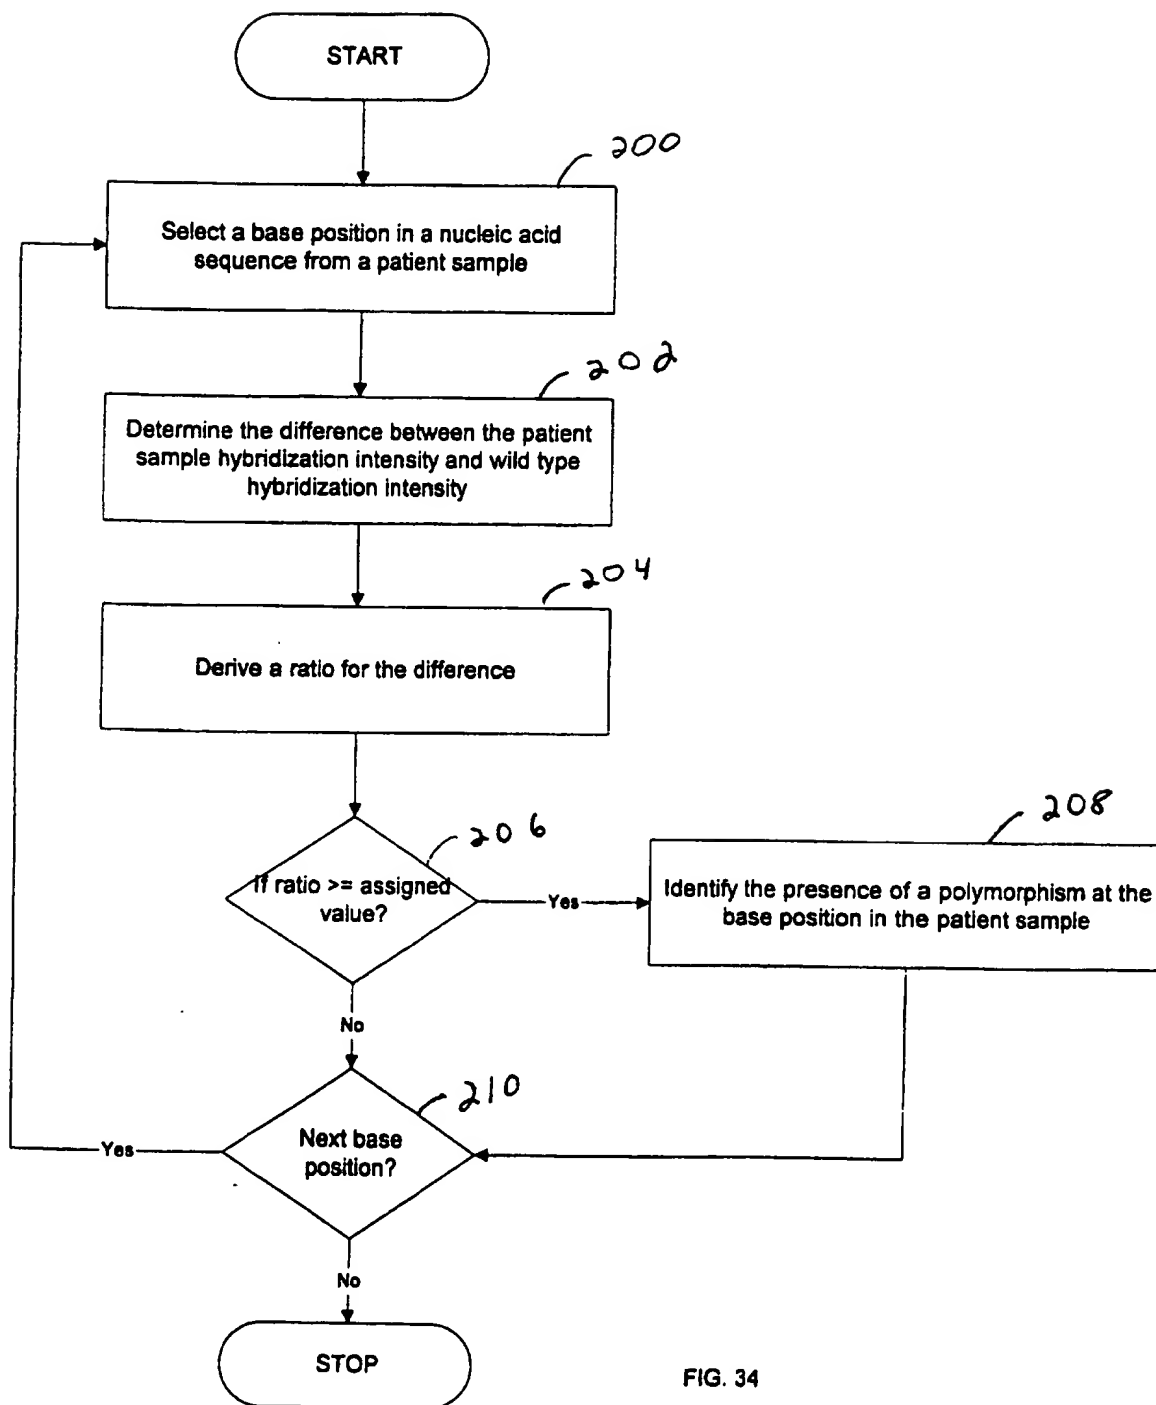 START
200
Select a base position in a nucleic acid
sequence from a patient sample
202
Determine the difference between the patient
sample hybridization intensity and wild type
hybridization intensity
204
Derive a ratio for the difference
206
If ratio >= assigned
value?
Yes
208
Identify the presence of a polymorphism at the
base position in the patient sample
No
210
Next base
position?
Yes
No
STOP
FIG. 34